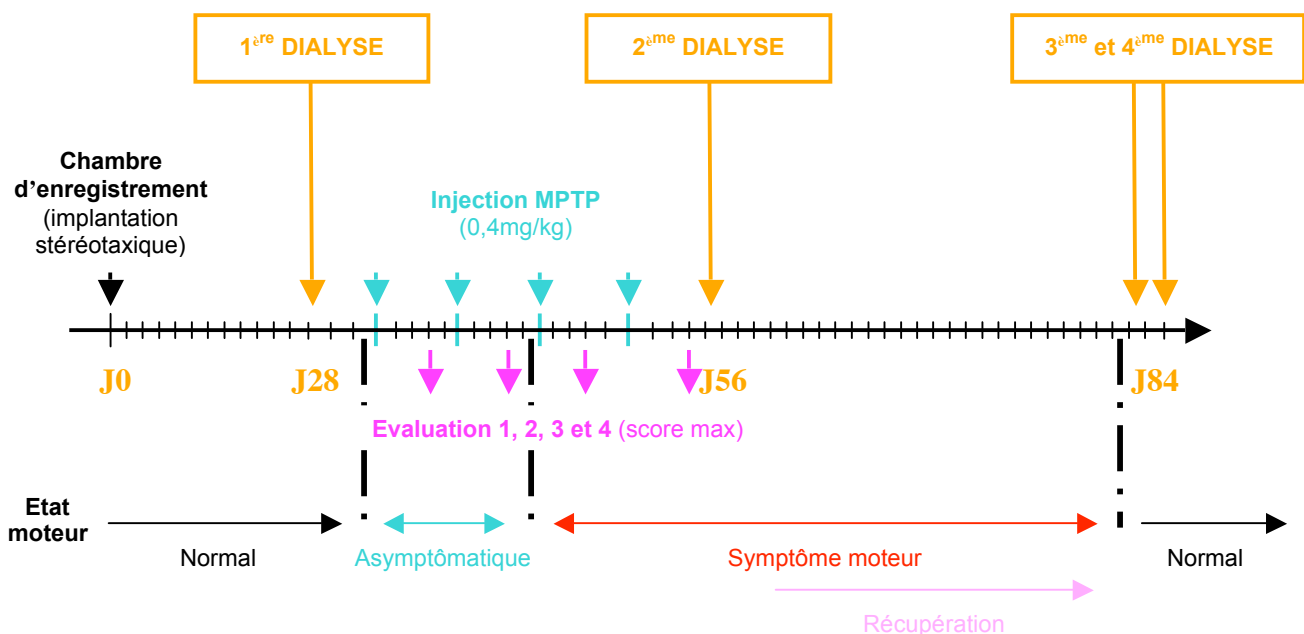 1ère DIALYSE
2ème DIALYSE
3ème et 4ème DIALYSE
Chambre
d'enregistrement
(implantation
stéréotaxique)
Injection MPTP
(0,4mg/kg)
J0
J28
J56
J84
Evaluation 1, 2, 3 et 4 (score max)
Etat
moteur
Normal
Asymptômatique
Symptôme moteur
Normal
Récupération